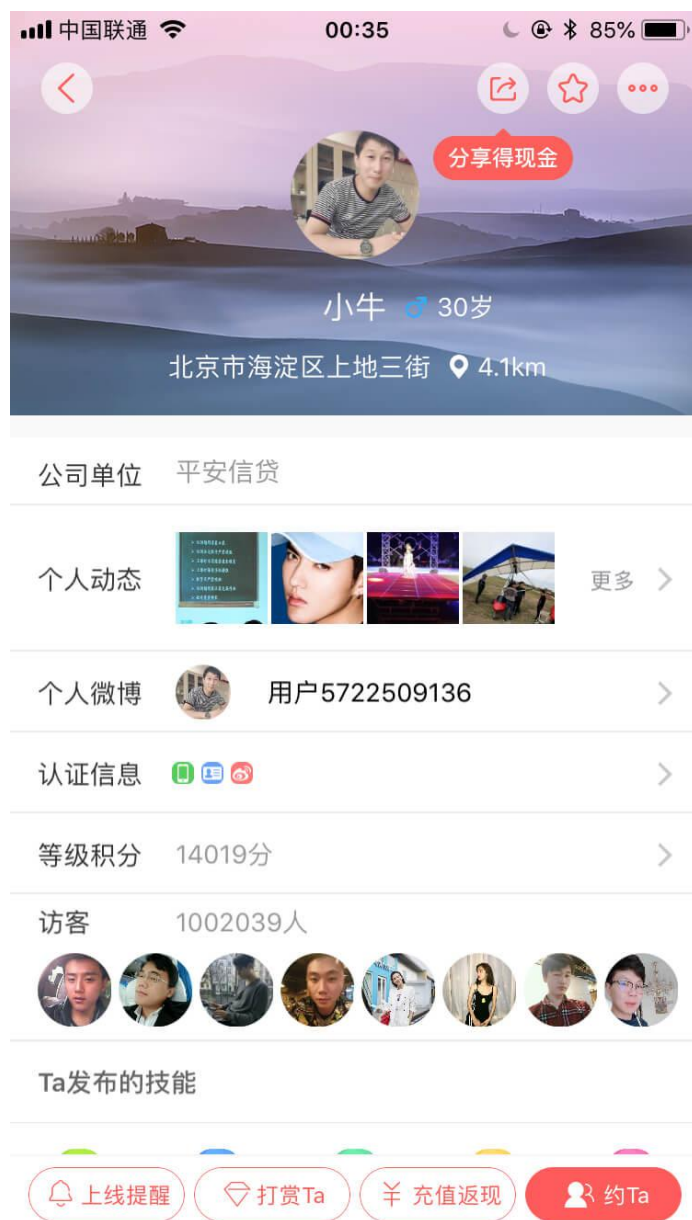 中国联通 00:35 85%
分享得现金
小牛 30岁
北京市海淀区上地三街 4.1km
公司单位 平安信贷
个人动态 更多
个人微博 用户5722509136
认证信息
等级积分 14019分
访客 1002039人
Ta发布的技能
上线提醒 打赏Ta ¥ 充值返现 约Ta